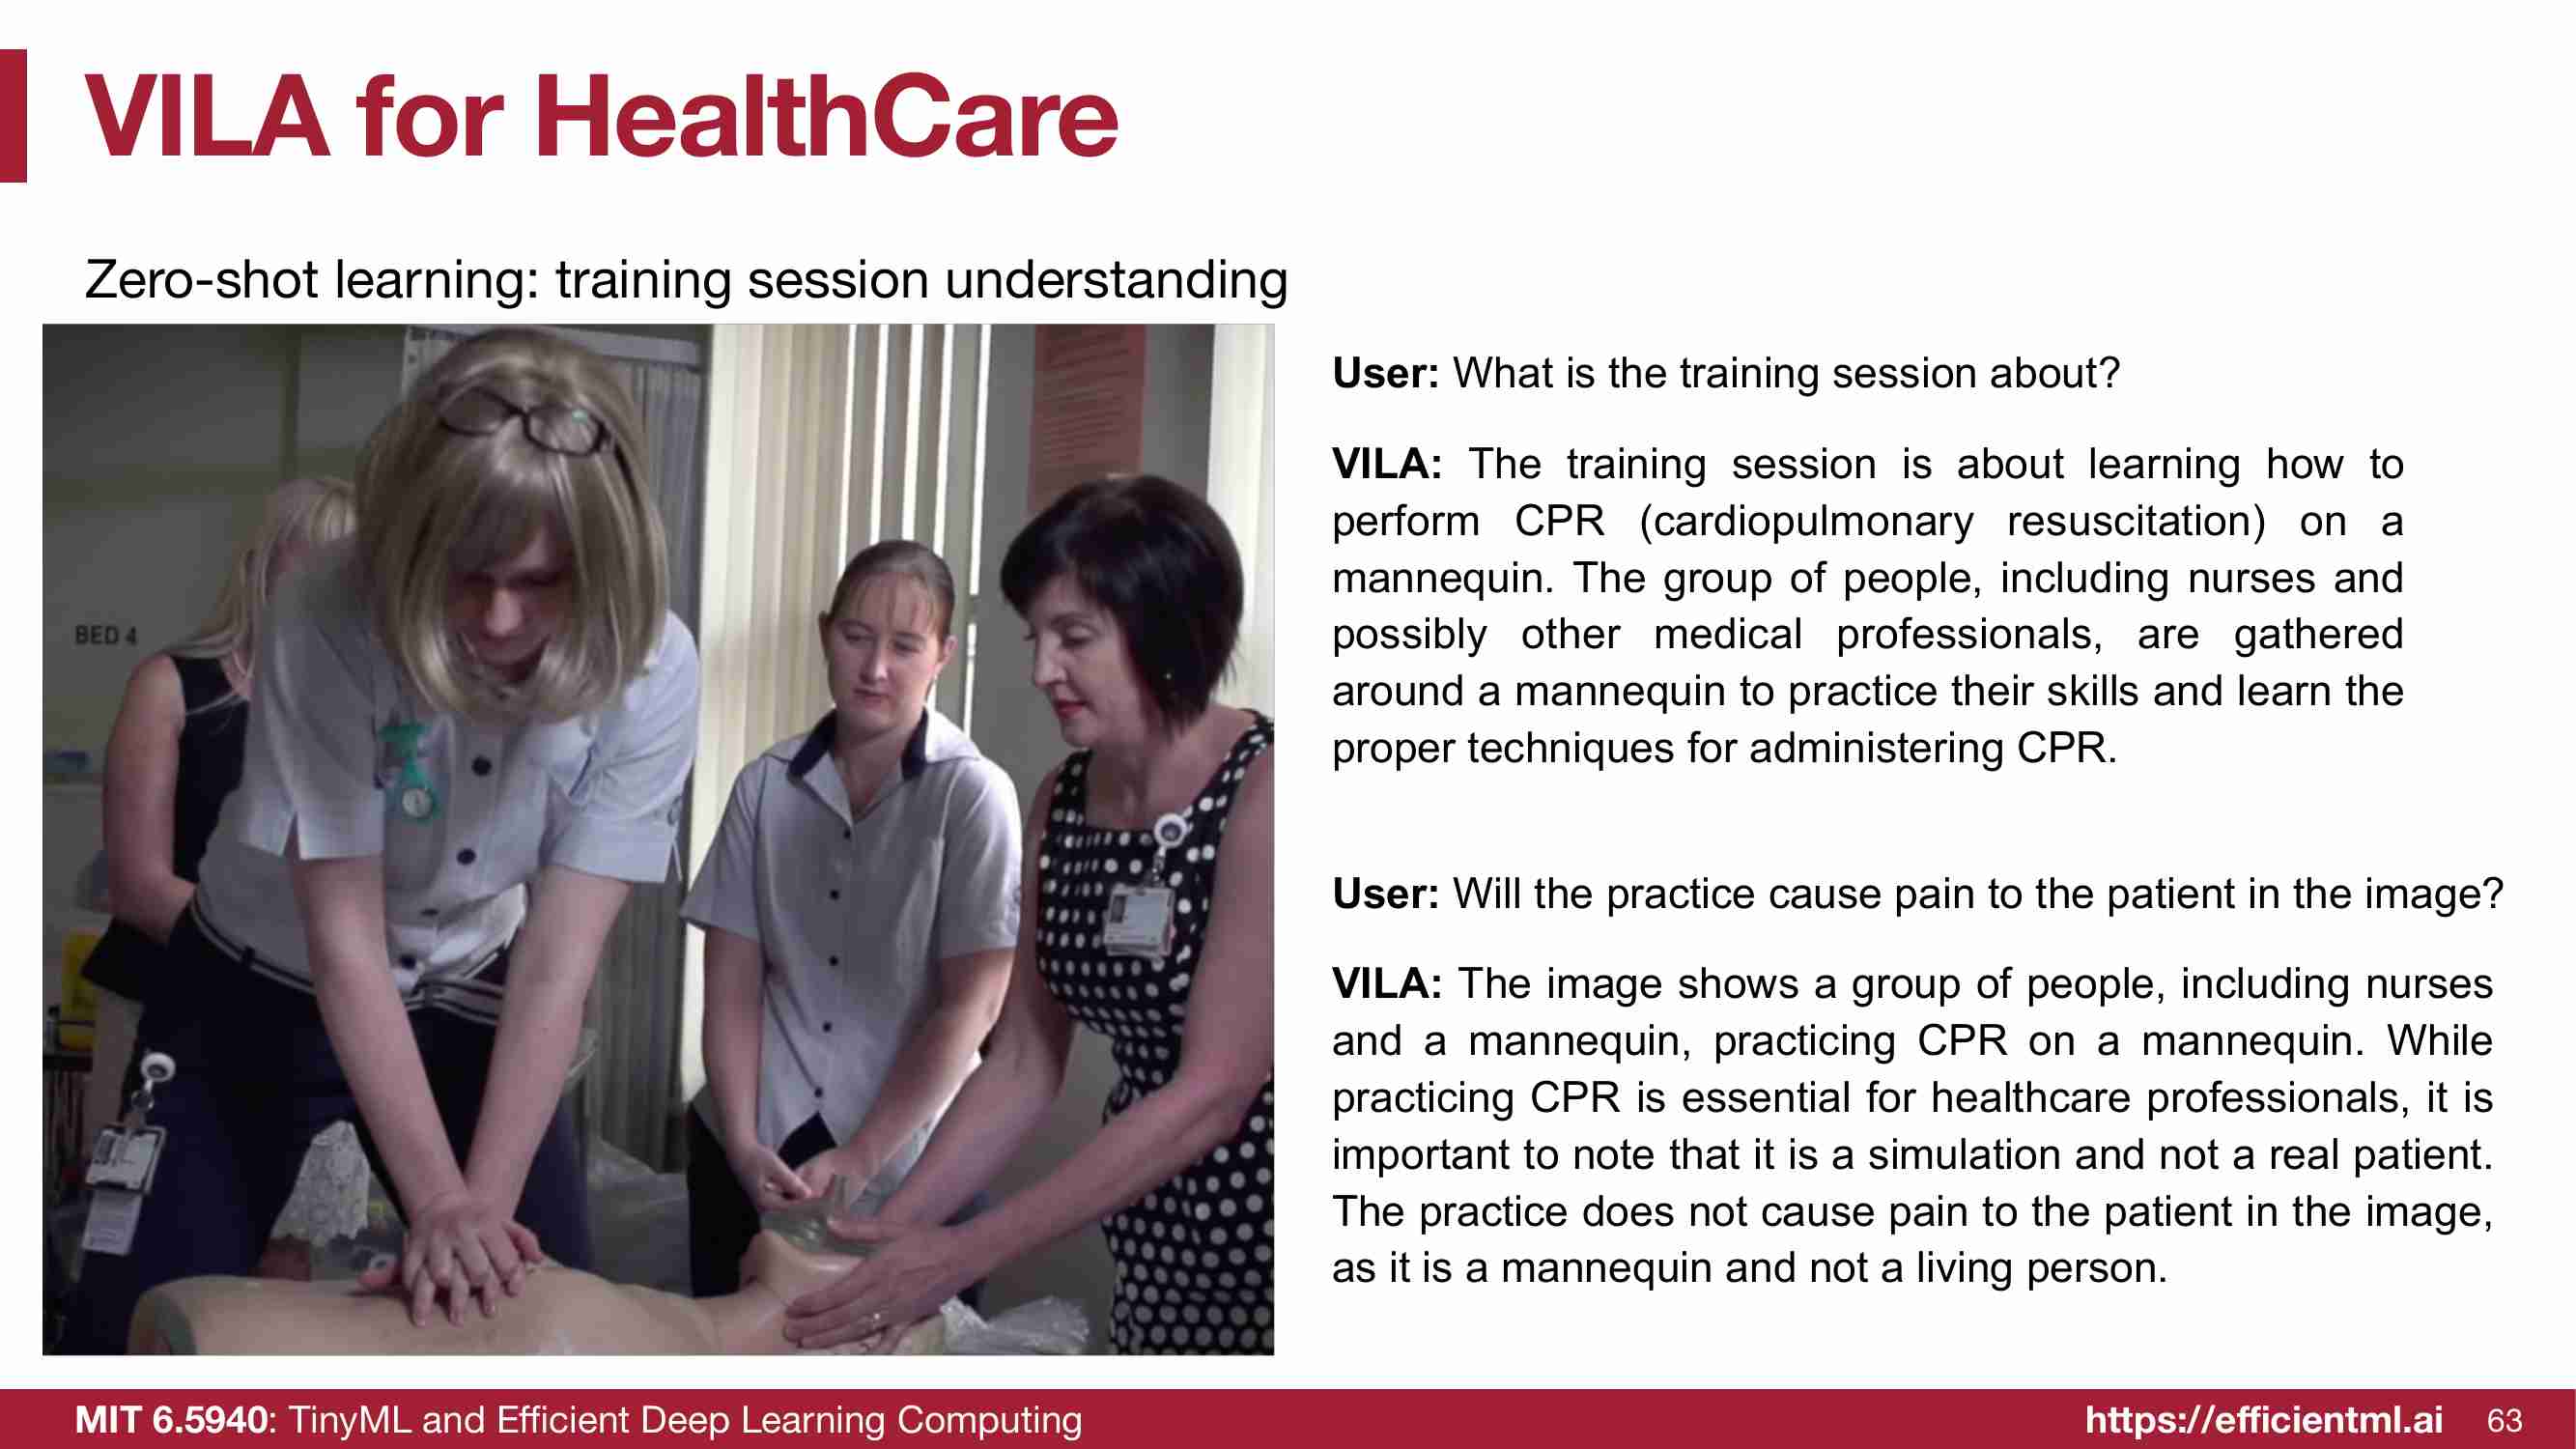 VILA for HealthCare
Zero-shot learning: training session understanding
BED 4
User: What is the training session about?
VILA: The training session is about learning how to
perform CPR (cardiopulmonary resuscitation) on a
mannequin. The group of people, including nurses and
possibly other medical professionals, are gathered
around a mannequin to practice their skills and learn the
proper techniques for administering CPR.
User: Will the practice cause pain to the patient in the image?
VILA: The image shows a group of people, including nurses
and a mannequin, practicing CPR on a mannequin. While
practicing CPR is essential for healthcare professionals, it is
important to note that it is a simulation and not a real patient.
The practice does not cause pain to the patient in the image,
as it is a mannequin and not a living person.
MIT 6.5940: TinyML and Efficient Deep Learning Computing
https://efficientml.ai 63